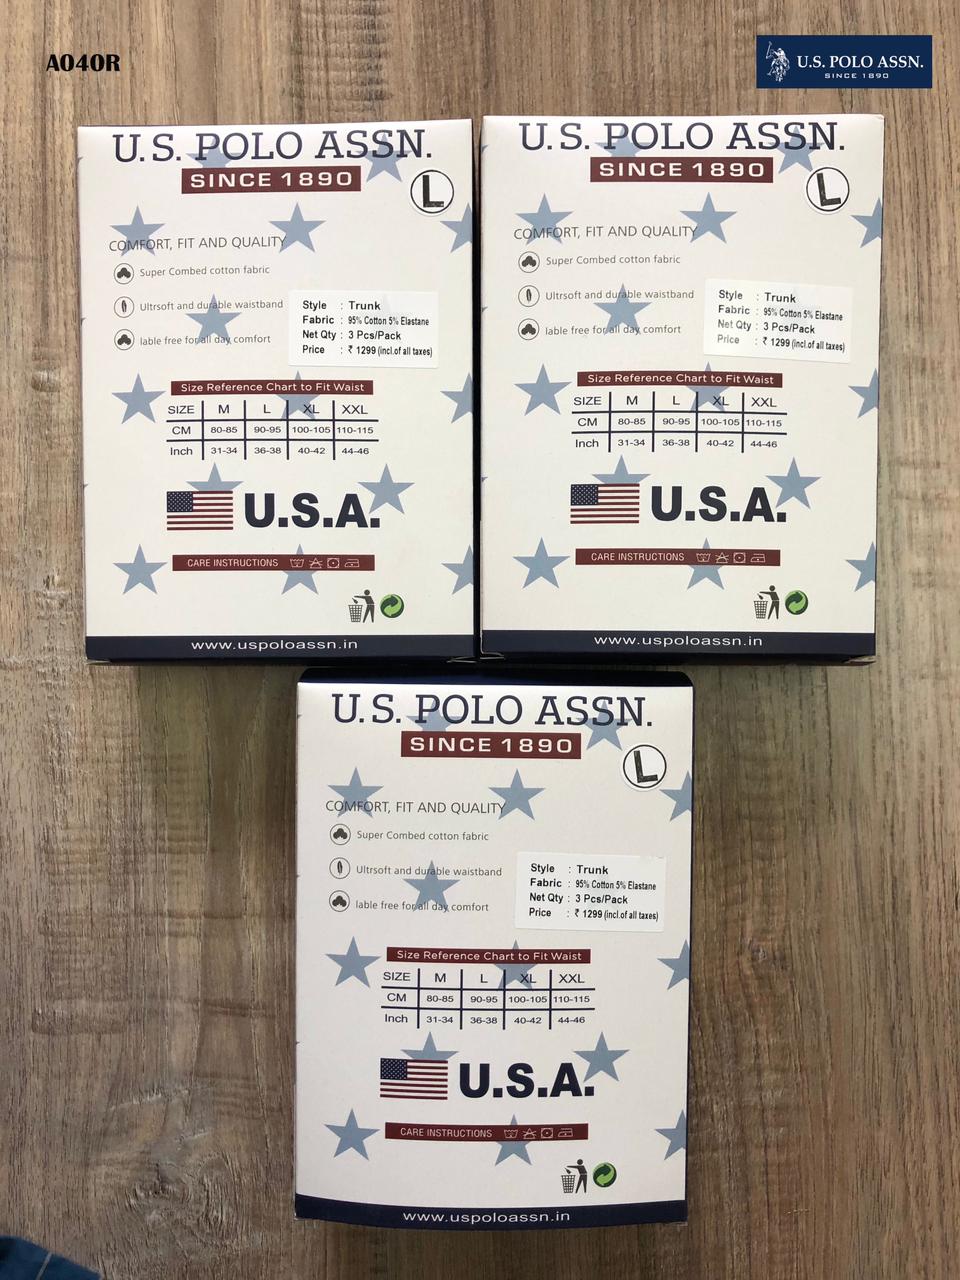 A040R
U.S. POLO ASSN.
SINCE 1890
U.S. POLO ASSN.
SINCE 1890
L
COMFORT, FIT AND QUALITY
Super Combed cotton fabric
Ultrsoft and durable waistband
lable free for all day comfort
Style : Trunk
Fabric : 95% Cotton 5% Elastane
Net Qty : 3 Pcs/Pack
Price : ₹ 1299 (incl.of all taxes)
Size Reference Chart to Fit Waist
SIZE M L XL XXL
CM 80-85 90-95 100-105 110-115
Inch 31-34 36-38 40-42 44-46
U.S.A.
CARE INSTRUCTIONS
www.uspoloassn.in
U.S. POLO ASSN.
SINCE 1890
L
COMFORT, FIT AND QUALITY
Super Combed cotton fabric
Ultrsoft and durable waistband
lable free for all day comfort
Style : Trunk
Fabric : 95% Cotton 5% Elastane
Net Qty : 3 Pcs/Pack
Price : ₹ 1299 (incl.of all taxes)
Size Reference Chart to Fit Waist
SIZE M L XL XXL
CM 80-85 90-95 100-105 110-115
Inch 31-34 36-38 40-42 44-46
U.S.A.
CARE INSTRUCTIONS
www.uspoloassn.in
U.S. POLO ASSN.
SINCE 1890
L
COMFORT, FIT AND QUALITY
Super Combed cotton fabric
Ultrsoft and durable waistband
lable free for all day comfort
Style : Trunk
Fabric : 95% Cotton 5% Elastane
Net Qty : 3 Pcs/Pack
Price : ₹ 1299 (incl.of all taxes)
Size Reference Chart to Fit Waist
SIZE M L XL XXL
CM 80-85 90-95 100-105 110-115
Inch 31-34 36-38 40-42 44-46
U.S.A.
CARE INSTRUCTIONS
www.uspoloassn.in